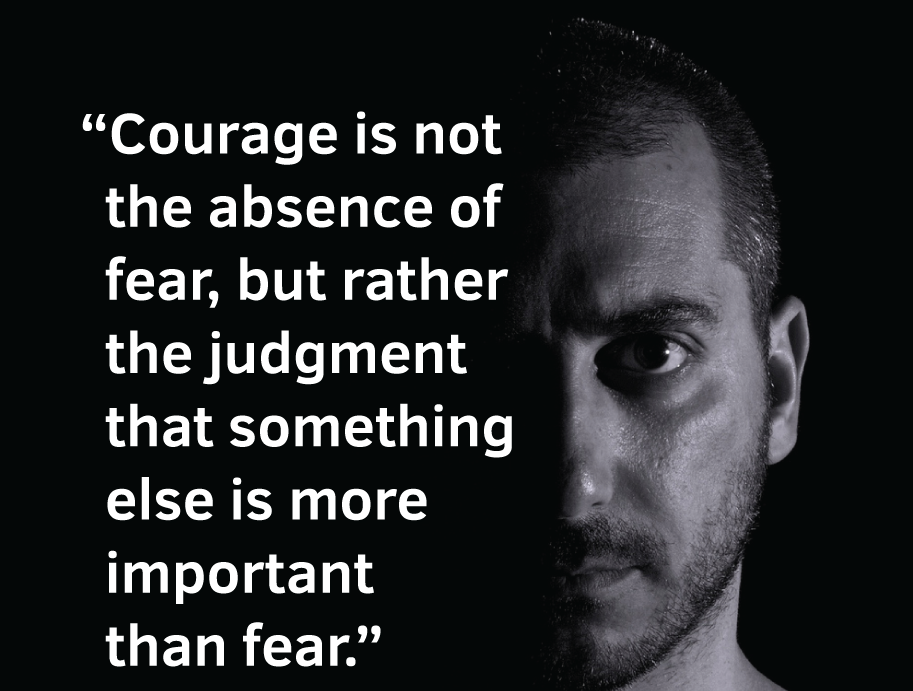 “Courage is not
the absence of
fear, but rather
the judgment
that something
else is more
important
than fear.”